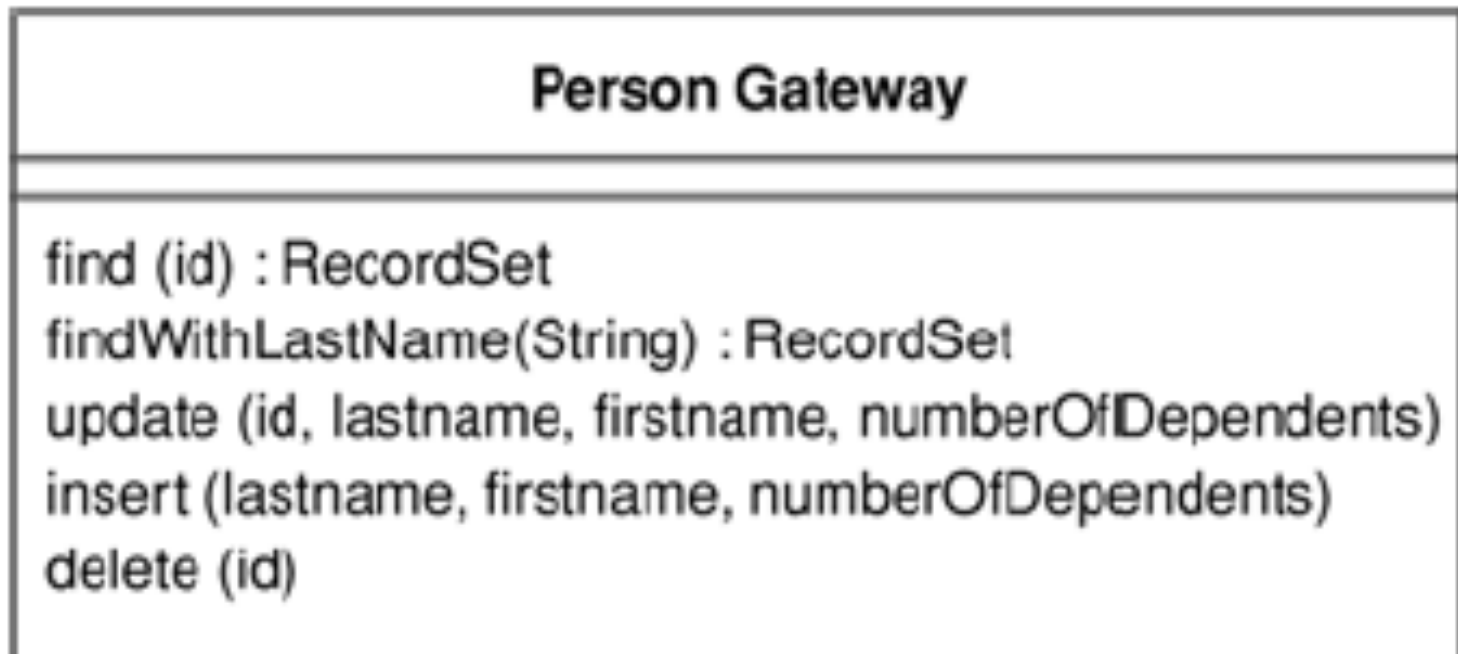 Person Gateway
find (id) : RecordSet
findWithLastName(String) : RecordSet
update (id, lastname, firstname, numberOfDependents)
insert (lastname, firstname, numberOfDependents)
delete (id)